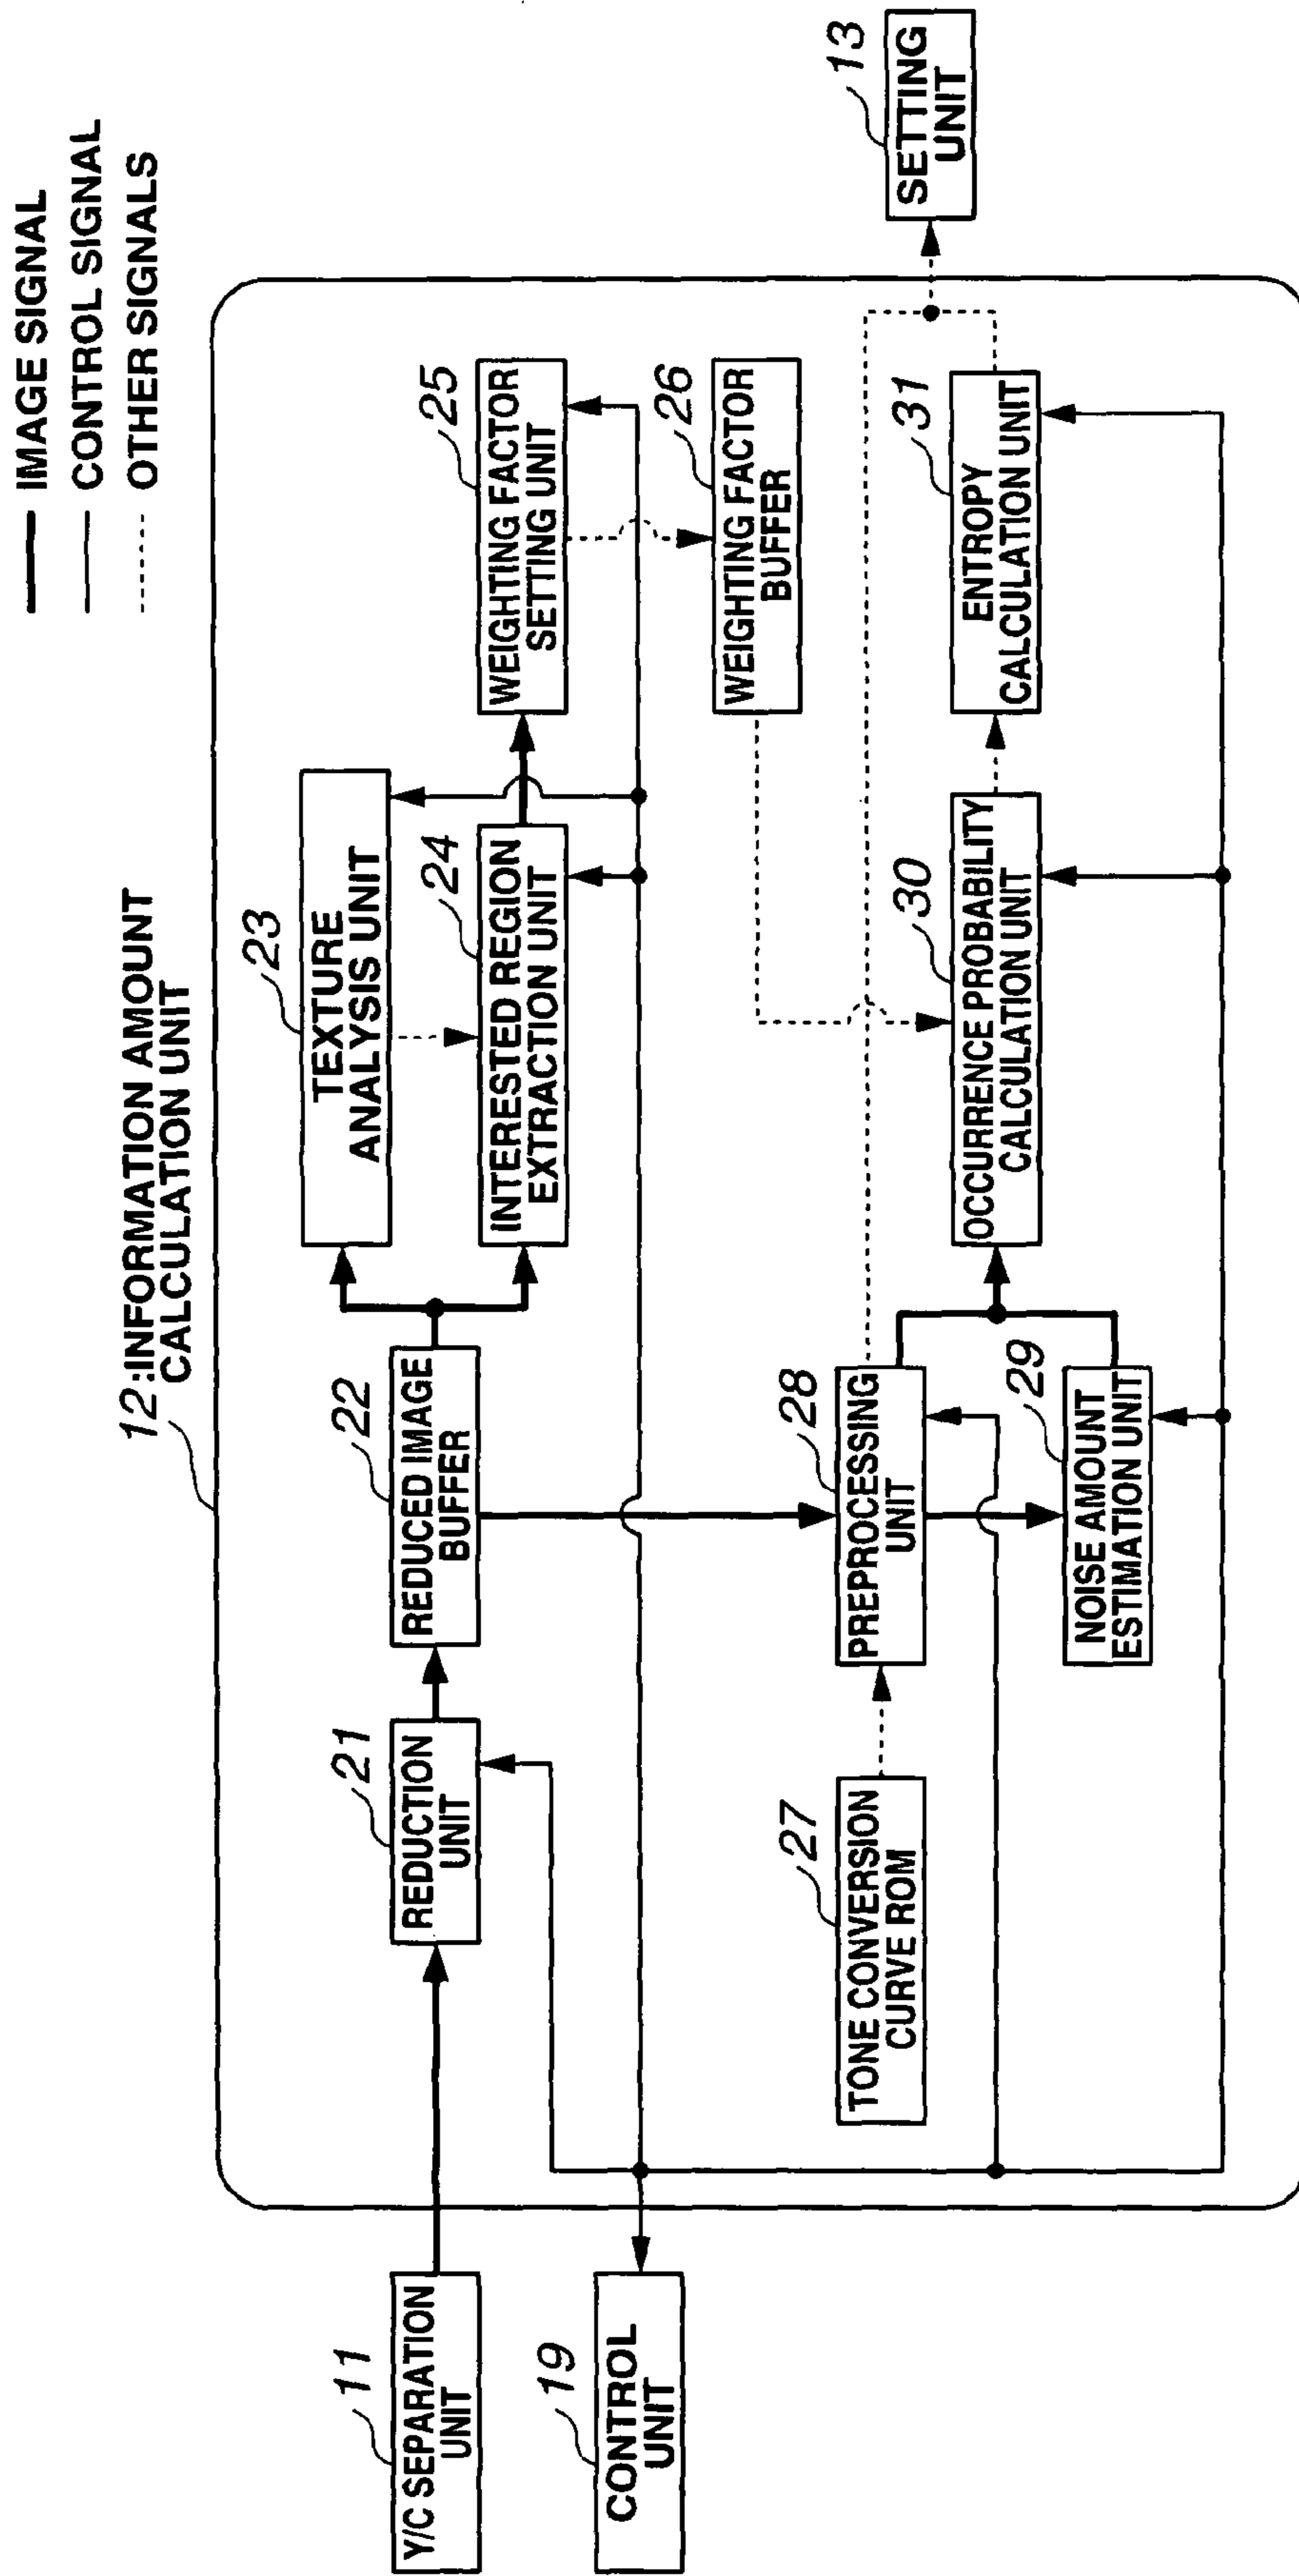 IMAGE SIGNAL
CONTROL SIGNAL
OTHER SIGNALS
12:INFORMATION AMOUNT
CALCULATION UNIT
11
Y/C SEPARATION
UNIT
19
CONTROL
UNIT
21
REDUCTION
UNIT
22
REDUCED IMAGE
BUFFER
23
TEXTURE
ANALYSIS UNIT
24
INTERESTED REGION
EXTRACTION UNIT
25
WEIGHTING FACTOR
SETTING UNIT
26
WEIGHTING FACTOR
BUFFER
27
TONE CONVERSION
CURVE ROM
28
PREPROCESSING
UNIT
29
NOISE AMOUNT
ESTIMATION UNIT
30
OCCURRENCE PROBABILITY
CALCULATION UNIT
31
ENTROPY
CALCULATION UNIT
13
SETTING
UNIT